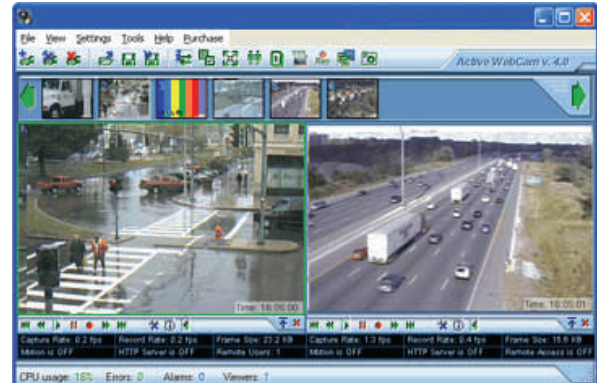 File View Settings Tools Help Purchase
Active WebCam v. 4.0
Time: 16:05:00
Time: 16:05:01
Capture Rate: 0.2 fps Record Rate: 0.2 fps Frame Size: 23.2 KB
Motion is OFF HTTP Server is OFF Remote Users: 1
Capture Rate: 1.3 fps Record Rate: 0.4 fps Frame Size: 15.6 KB
Motion is OFF HTTP Server is OFF Remote Access is OFF
CPU usage: 16% Errors: 0 Alarms: 0 Viewers: 1